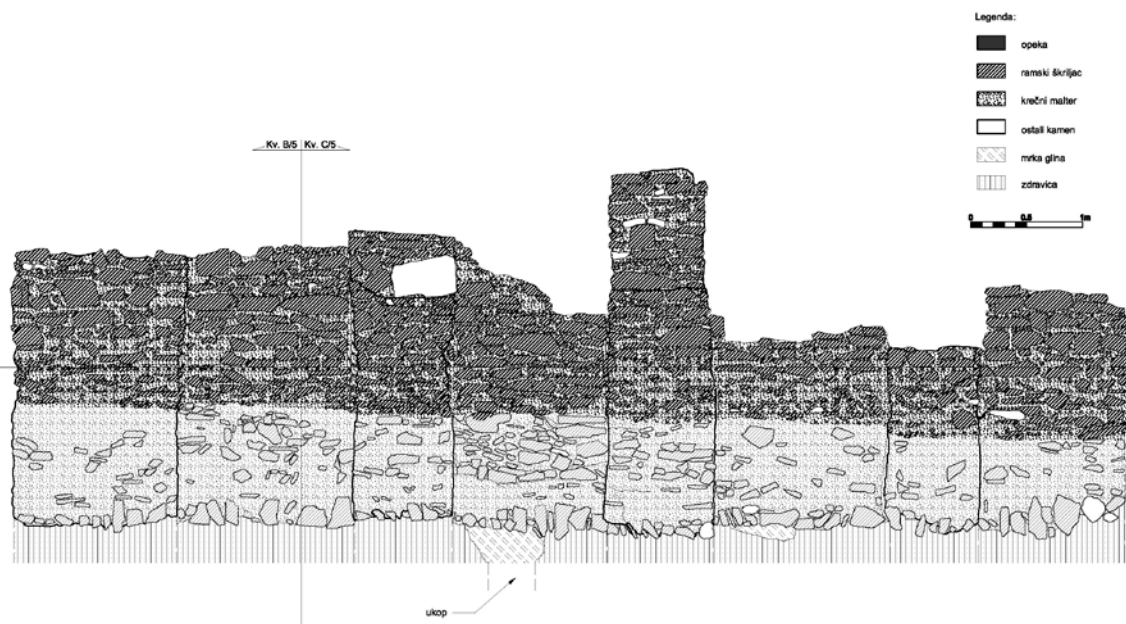 Legenda:
opeka
ramski škriljac
krečni malter
ostali kamen
mrka glina
zdravica
0 0.5 1m
Kv. B/5 Kv. C/5
ukop